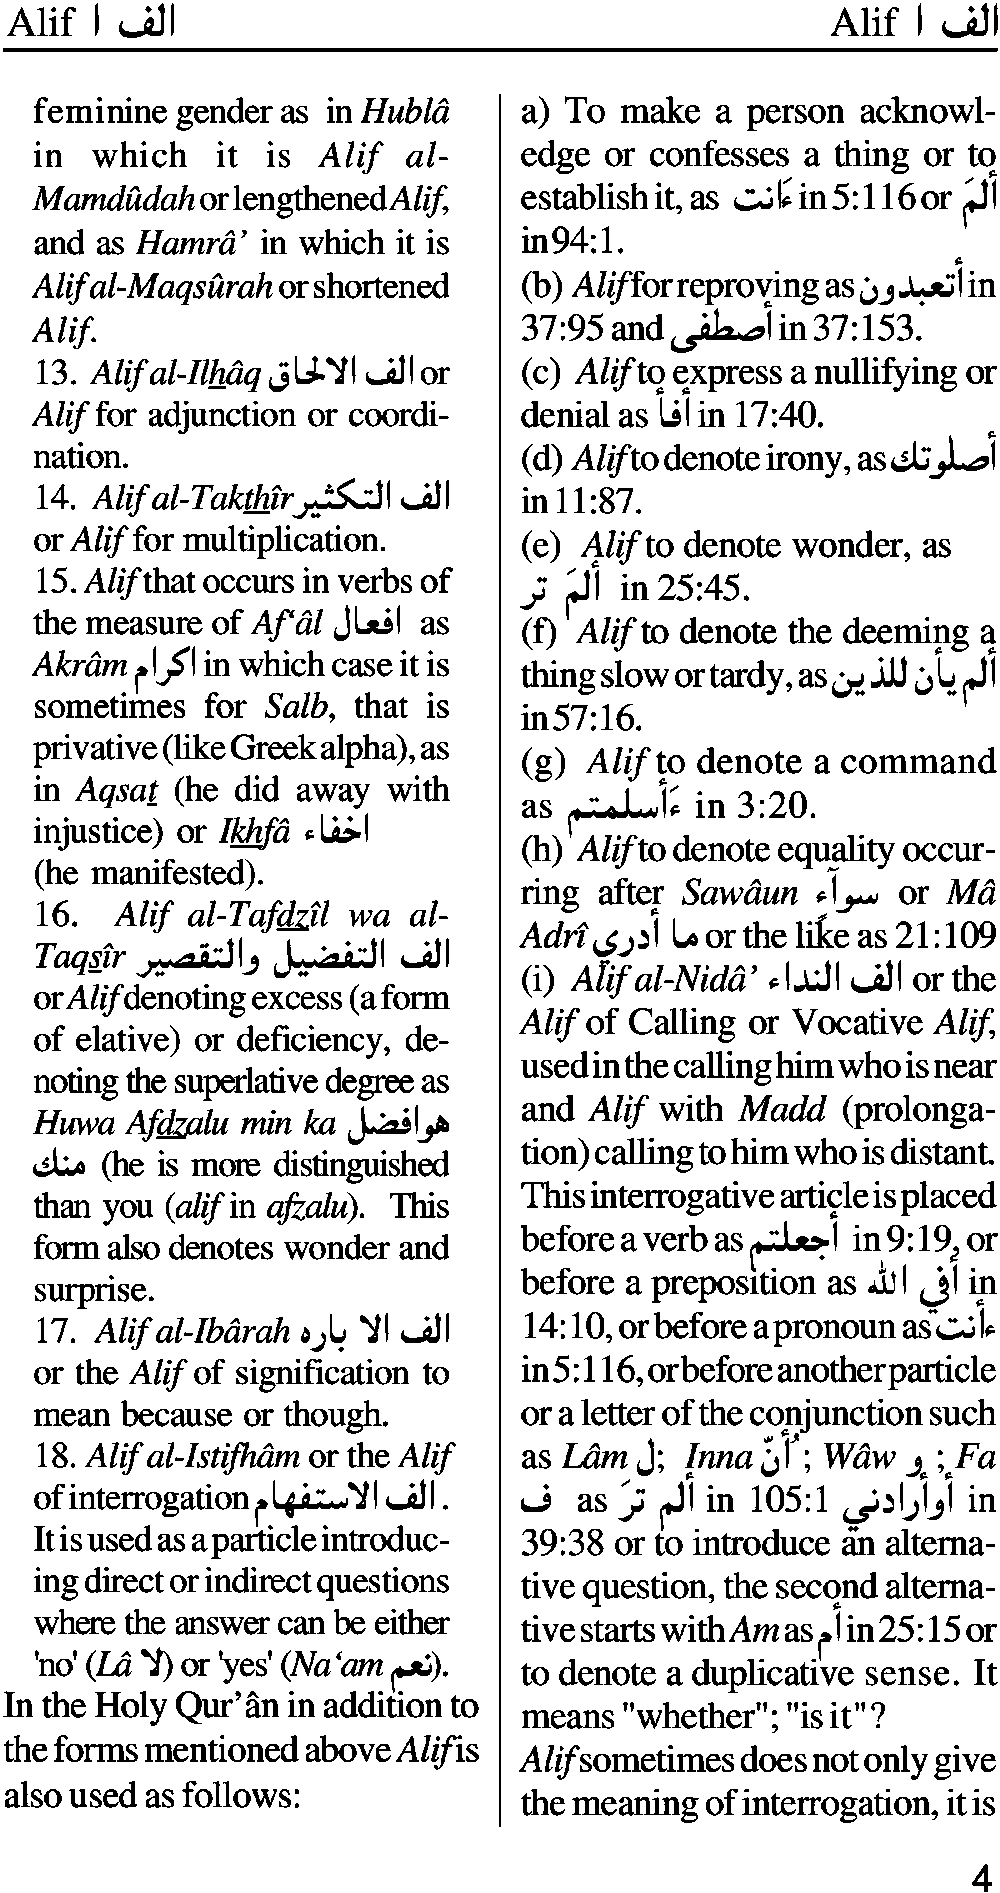 Alif ا الف
Alif ا الف
feminine gender as in Hublâ
in which it is Alif al-
Mamdûdah or lengthened Alif,
and as Hamrâ’ in which it is
Alif al-Maqsûrah or shortened
Alif.
13. Alif al-Ilhâq الف الالحاق or
Alif for adjunction or coordi-
nation.
14. Alif al-Takthîr الف التكثير
or Alif for multiplication.
15. Alif that occurs in verbs of
the measure of Af‘âl افعال as
Akrâm اكرام in which case it is
sometimes for Salb, that is
privative (like Greek alpha), as
in Aqsat (he did away with
injustice) or Ikhfâ اخفاء
(he manifested).
16. Alif al-Tafdzîl wa al-
Taqsîr الف التفضيل والتقصير
or Alif denoting excess (a form
of elative) or deficiency, de-
noting the superlative degree as
Huwa Afdzalu min ka هوافضل
منك (he is more distinguished
than you (alif in afzalu). This
form also denotes wonder and
surprise.
17. Alif al-Ibârah الف الا باره
or the Alif of signification to
mean because or though.
18. Alif al-Istifhâm or the Alif
of interrogation الف الاستفهام .
It is used as a particle introduc-
ing direct or indirect questions
where the answer can be either
'no' (Lâ لا) or 'yes' (Na‘am نعم).
In the Holy Qur’ân in addition to
the forms mentioned above Alif is
also used as follows:
a) To make a person acknowl-
edge or confesses a thing or to
establish it, as ءَأنت in 5:116 or ألَم
in 94:1.
(b) Alif for reproving as أتعبدون in
37:95 and أصطفى in 37:153.
(c) Alif to express a nullifying or
denial as أفأ in 17:40.
(d) Alif to denote irony, as أصلوتك
in 11:87.
(e) Alif to denote wonder, as
ألَم تر in 25:45.
(f) Alif to denote the deeming a
thing slow or tardy, as ألم يأن للذين
in 57:16.
(g) Alif to denote a command
as ءَأسلمتم in 3:20.
(h) Alif to denote equality occur-
ring after Sawâun سوآء or Mâ
Adrî ما أدري or the like as 21:109
(i) Alif al-Nidâ’ الف النداء or the
Alif of Calling or Vocative Alif,
used in the calling him who is near
and Alif with Madd (prolonga-
tion) calling to him who is distant.
This interrogative article is placed
before a verb as أجعلتم in 9:19, or
before a preposition as أفي الله in
14:10, or before a pronoun as ءأنت
in 5:116, or before another particle
or a letter of the conjunction such
as Lâm ل; Inna أنّ ; Wâw و ; Fa
ف as ألم ترَ in 105:1 أوأرادني in
39:38 or to introduce an alterna-
tive question, the second alterna-
tive starts with Am as أم in 25:15 or
to denote a duplicative sense. It
means "whether"; "is it"?
Alif sometimes does not only give
the meaning of interrogation, it is
4